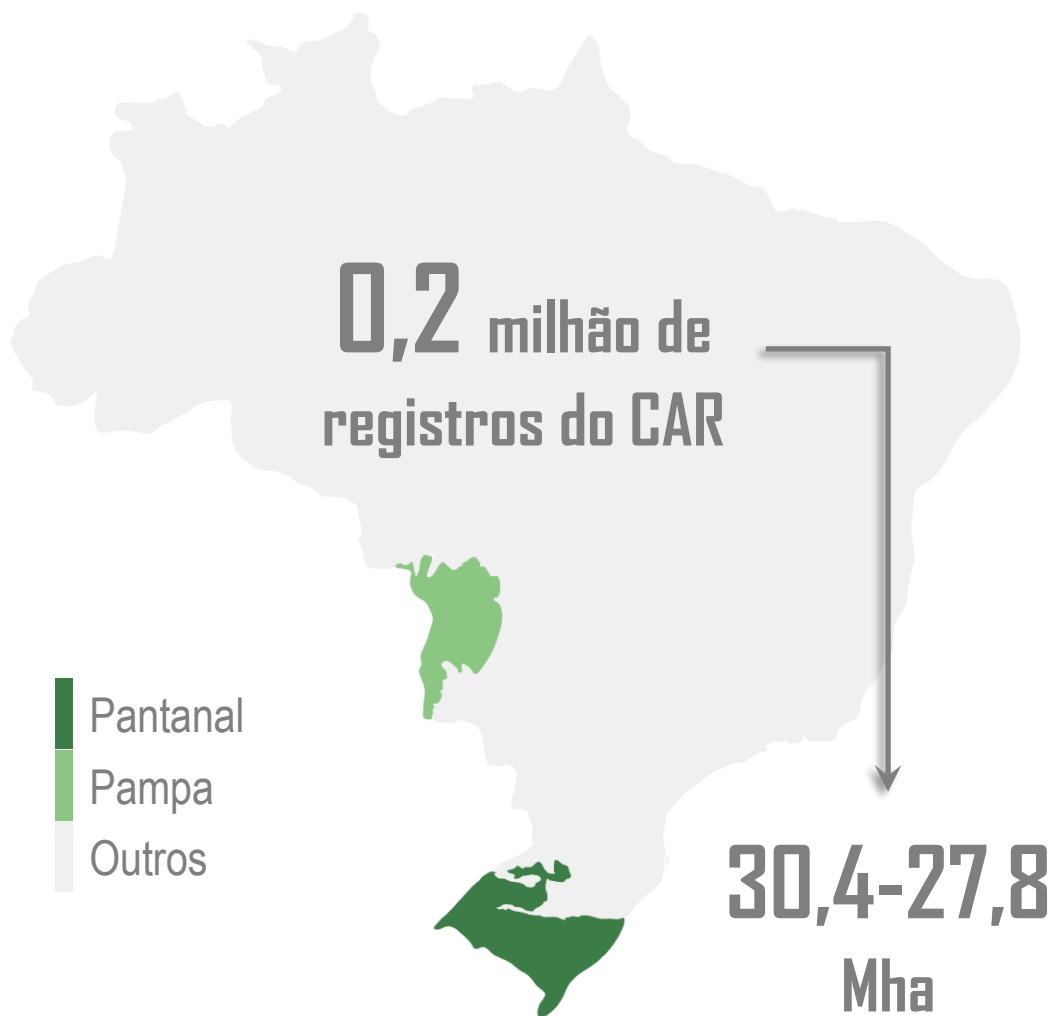 0,2 milhão de
registros do CAR
Pantanal
Pampa
Outros
30,4-27,8
Mha